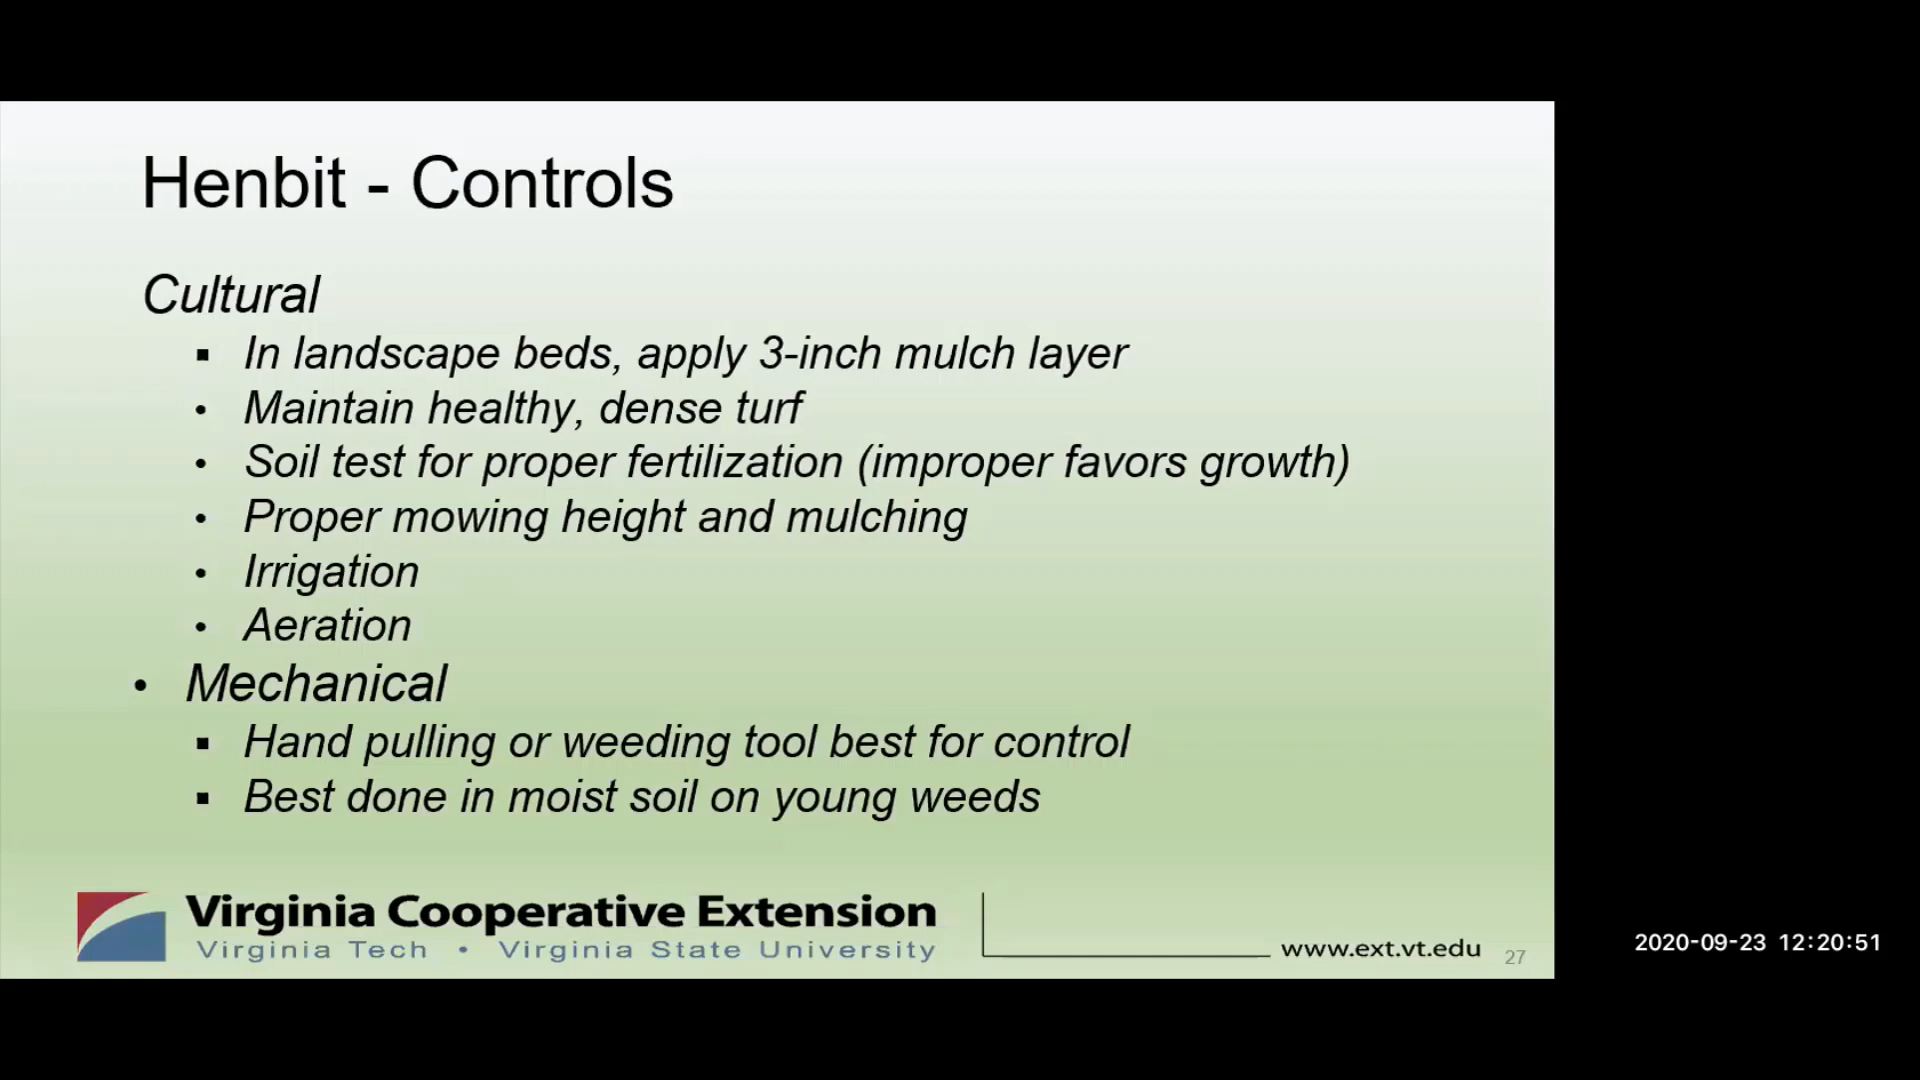 Henbit - Controls
Cultural
▪ In landscape beds, apply 3-inch mulch layer
• Maintain healthy, dense turf
• Soil test for proper fertilization (improper favors growth)
• Proper mowing height and mulching
• Irrigation
• Aeration
• Mechanical
▪ Hand pulling or weeding tool best for control
▪ Best done in moist soil on young weeds
Virginia Cooperative Extension
Virginia Tech • Virginia State University
www.ext.vt.edu
27
2020-09-23 12:20:51